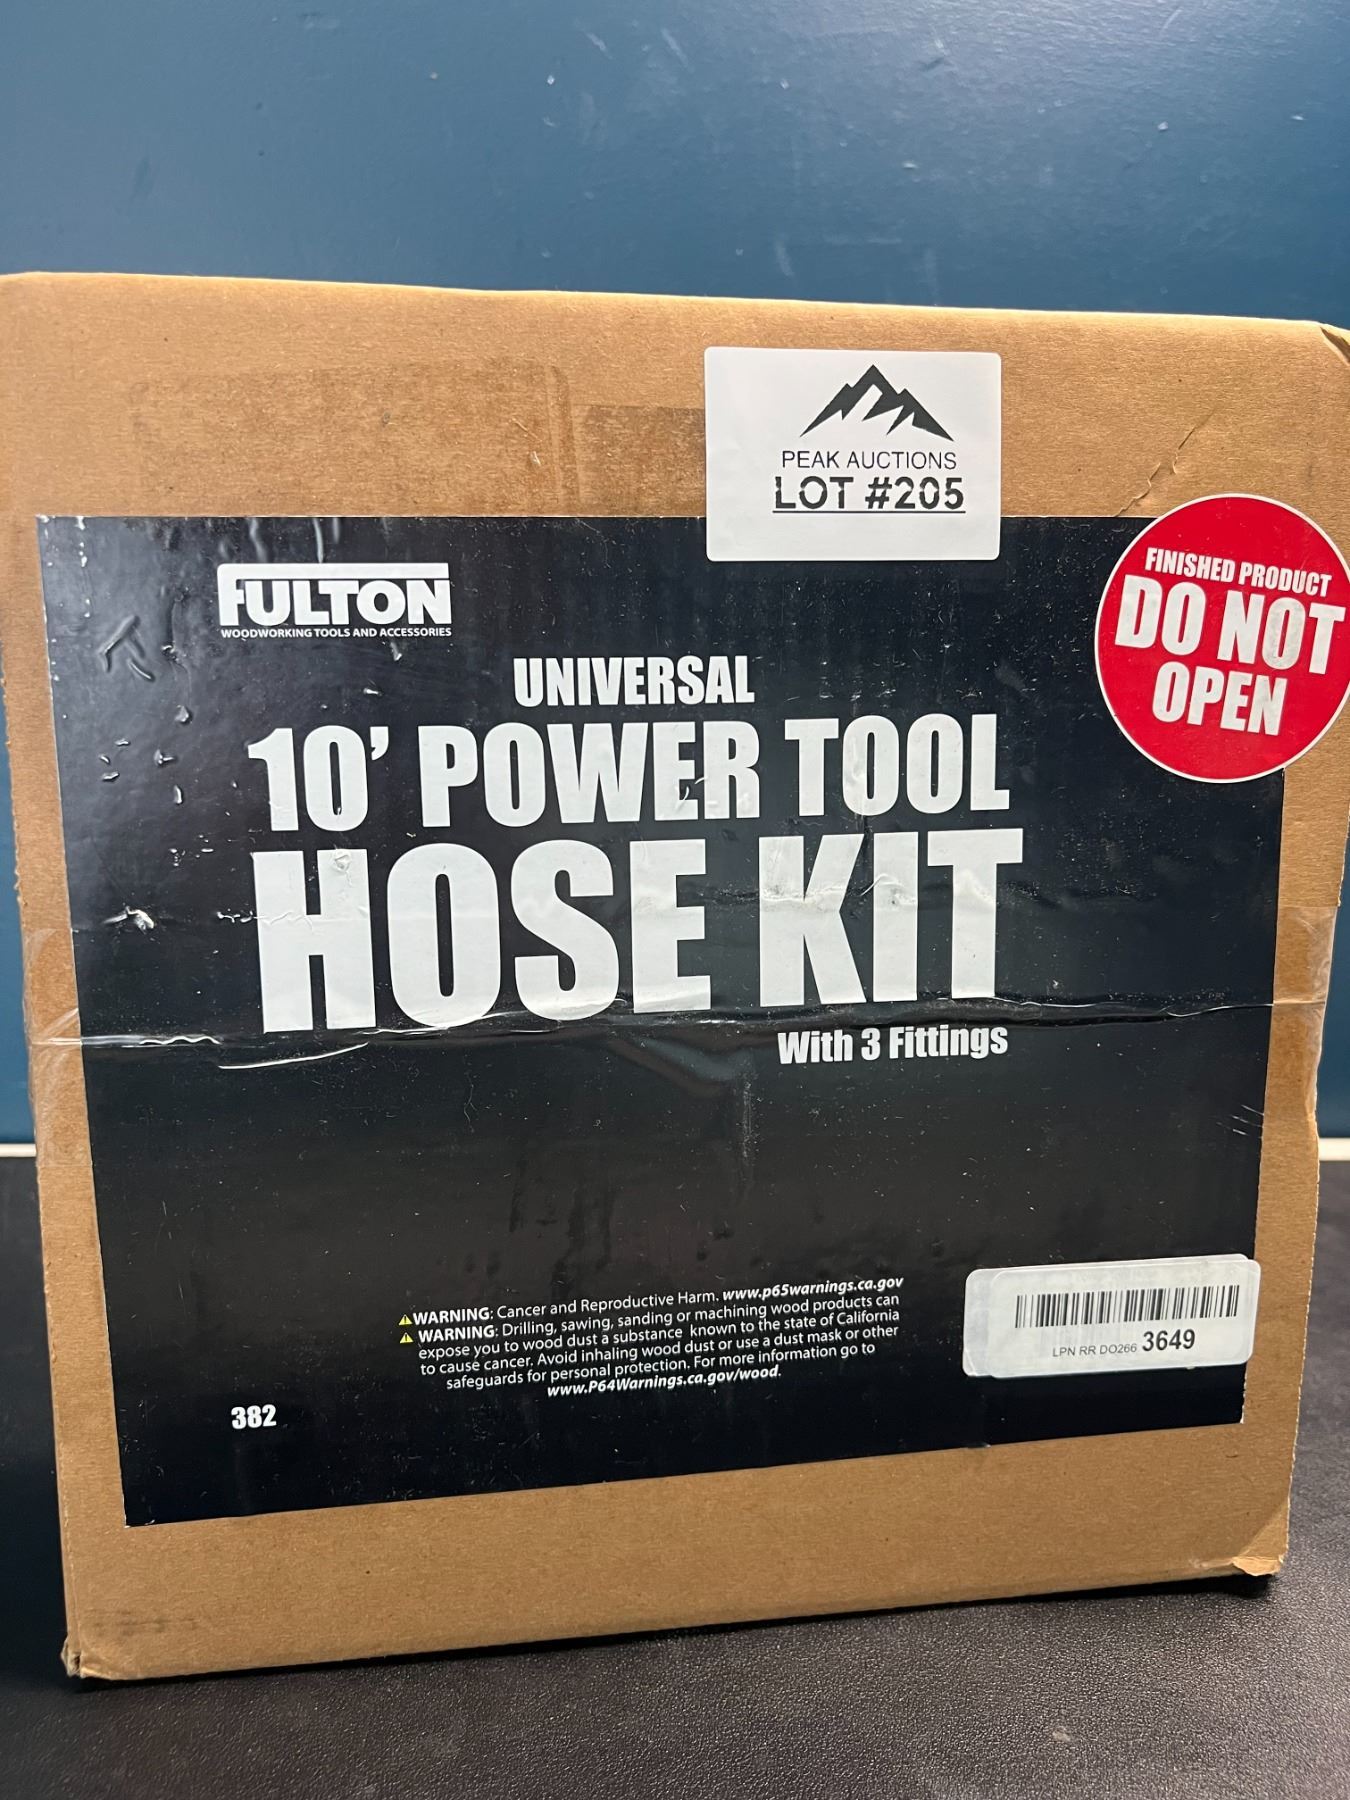 PEAK AUCTIONS
LOT #205
FINISHED PRODUCT
DO NOT
OPEN
FULTON
WOODWORKING TOOLS AND ACCESSORIES
UNIVERSAL
10' POWER TOOL
HOSE KIT
With 3 Fittings
WARNING: Cancer and Reproductive Harm. www.p65warnings.ca.gov
WARNING: Drilling, sawing, sanding or machining wood products can
expose you to wood dust a substance known to the state of California
to cause cancer. Avoid inhaling wood dust or use a dust mask or other
safeguards for personal protection. For more information go to
www.P64Warnings.ca.gov/wood.
LPN RR DO266 3649
382